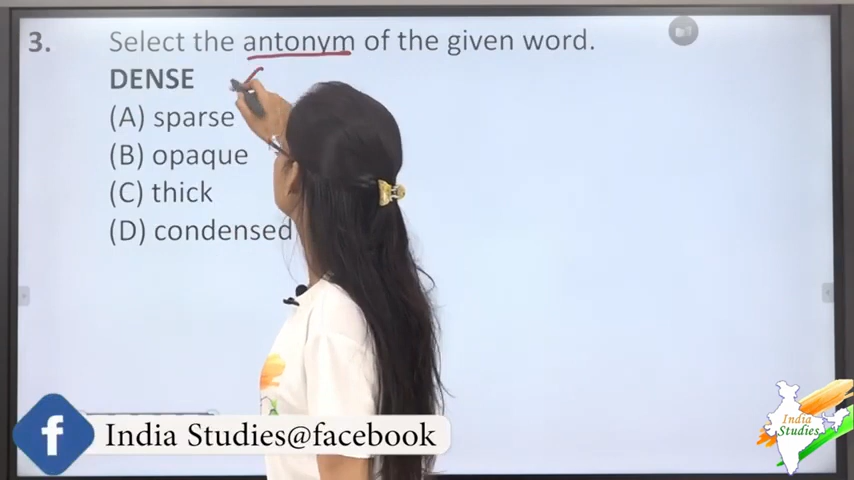 3. Select the antonym of the given word.
DENSE
(A) sparse
(B) opaque
(C) thick
(D) condensed
f India Studies@facebook
India
Studies